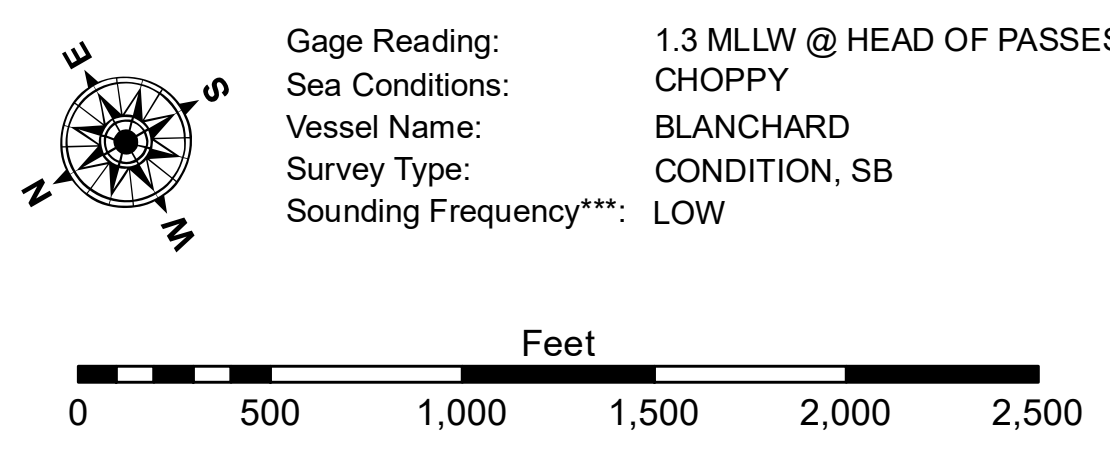 E
S
N
W
Gage Reading: 1.3 MLLW @ HEAD OF PASSES
Sea Conditions: CHOPPY
Vessel Name: BLANCHARD
Survey Type: CONDITION, SB
Sounding Frequency***: LOW
Feet
0 500 1,000 1,500 2,000 2,500